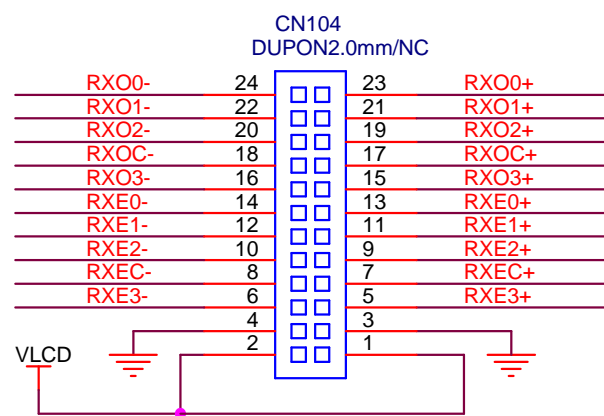 CN104
DUPON2.0mm/NC
RXO0- 24 23 RXO0+
RXO1- 22 21 RXO1+
RXO2- 20 19 RXO2+
RXOC- 18 17 RXOC+
RXO3- 16 15 RXO3+
RXE0- 14 13 RXE0+
RXE1- 12 11 RXE1+
RXE2- 10 9 RXE2+
RXEC- 8 7 RXEC+
RXE3- 6 5 RXE3+
4 3
2 1
VLCD